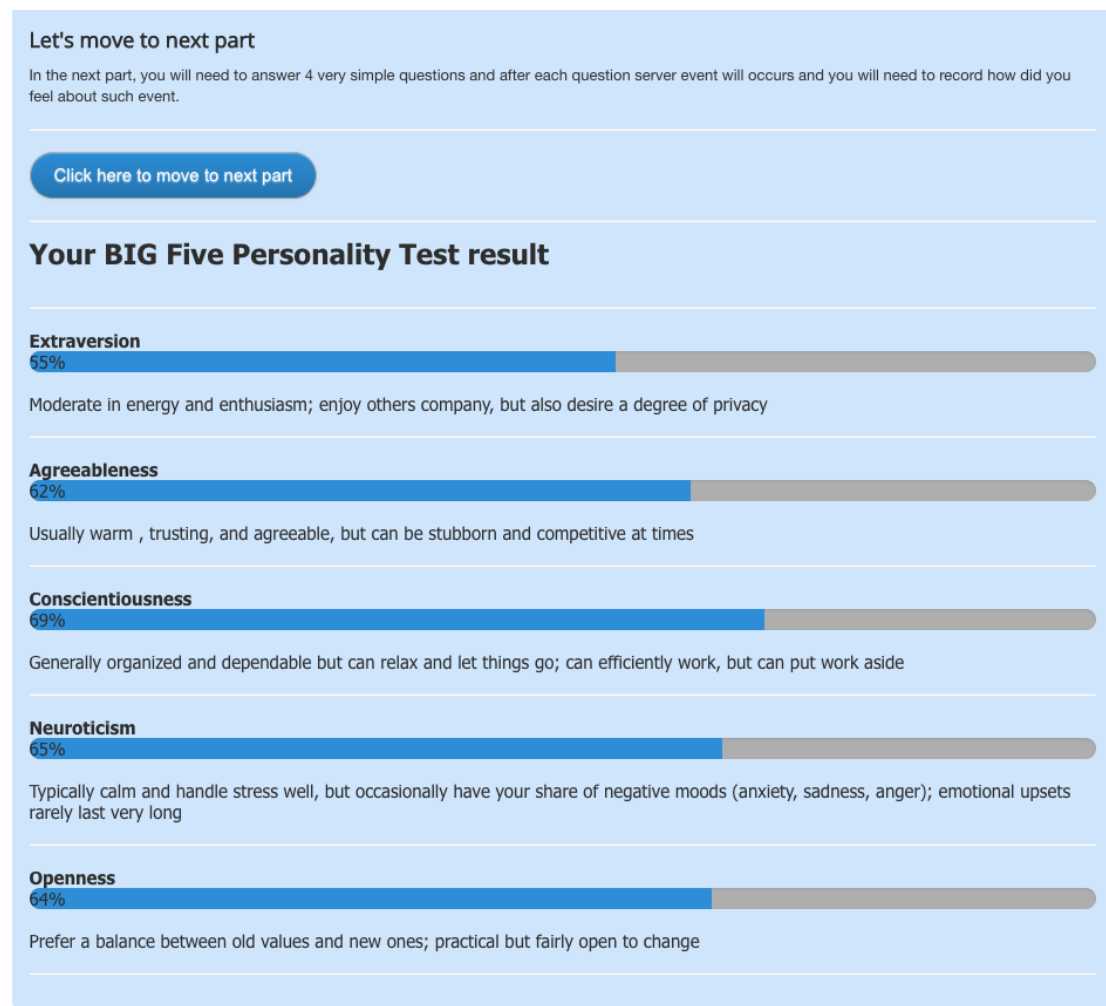 Let's move to next part
In the next part, you will need to answer 4 very simple questions and after each question server event will occurs and you will need to record how did you
feel about such event.
Click here to move to next part
Your BIG Five Personality Test result
Extraversion
55%
Moderate in energy and enthusiasm; enjoy others company, but also desire a degree of privacy
Agreeableness
62%
Usually warm , trusting, and agreeable, but can be stubborn and competitive at times
Conscientiousness
69%
Generally organized and dependable but can relax and let things go; can efficiently work, but can put work aside
Neuroticism
65%
Typically calm and handle stress well, but occasionally have your share of negative moods (anxiety, sadness, anger); emotional upsets
rarely last very long
Openness
64%
Prefer a balance between old values and new ones; practical but fairly open to change